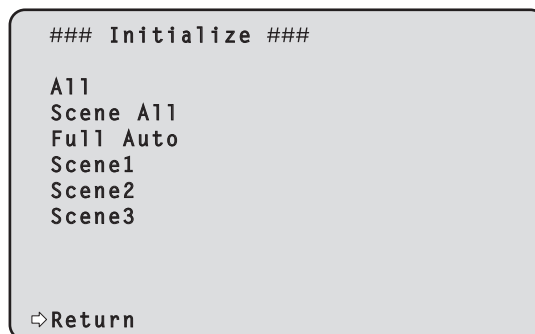 ### Initialize ###
All
Scene All
Full Auto
Scene1
Scene2
Scene3
⇨Return